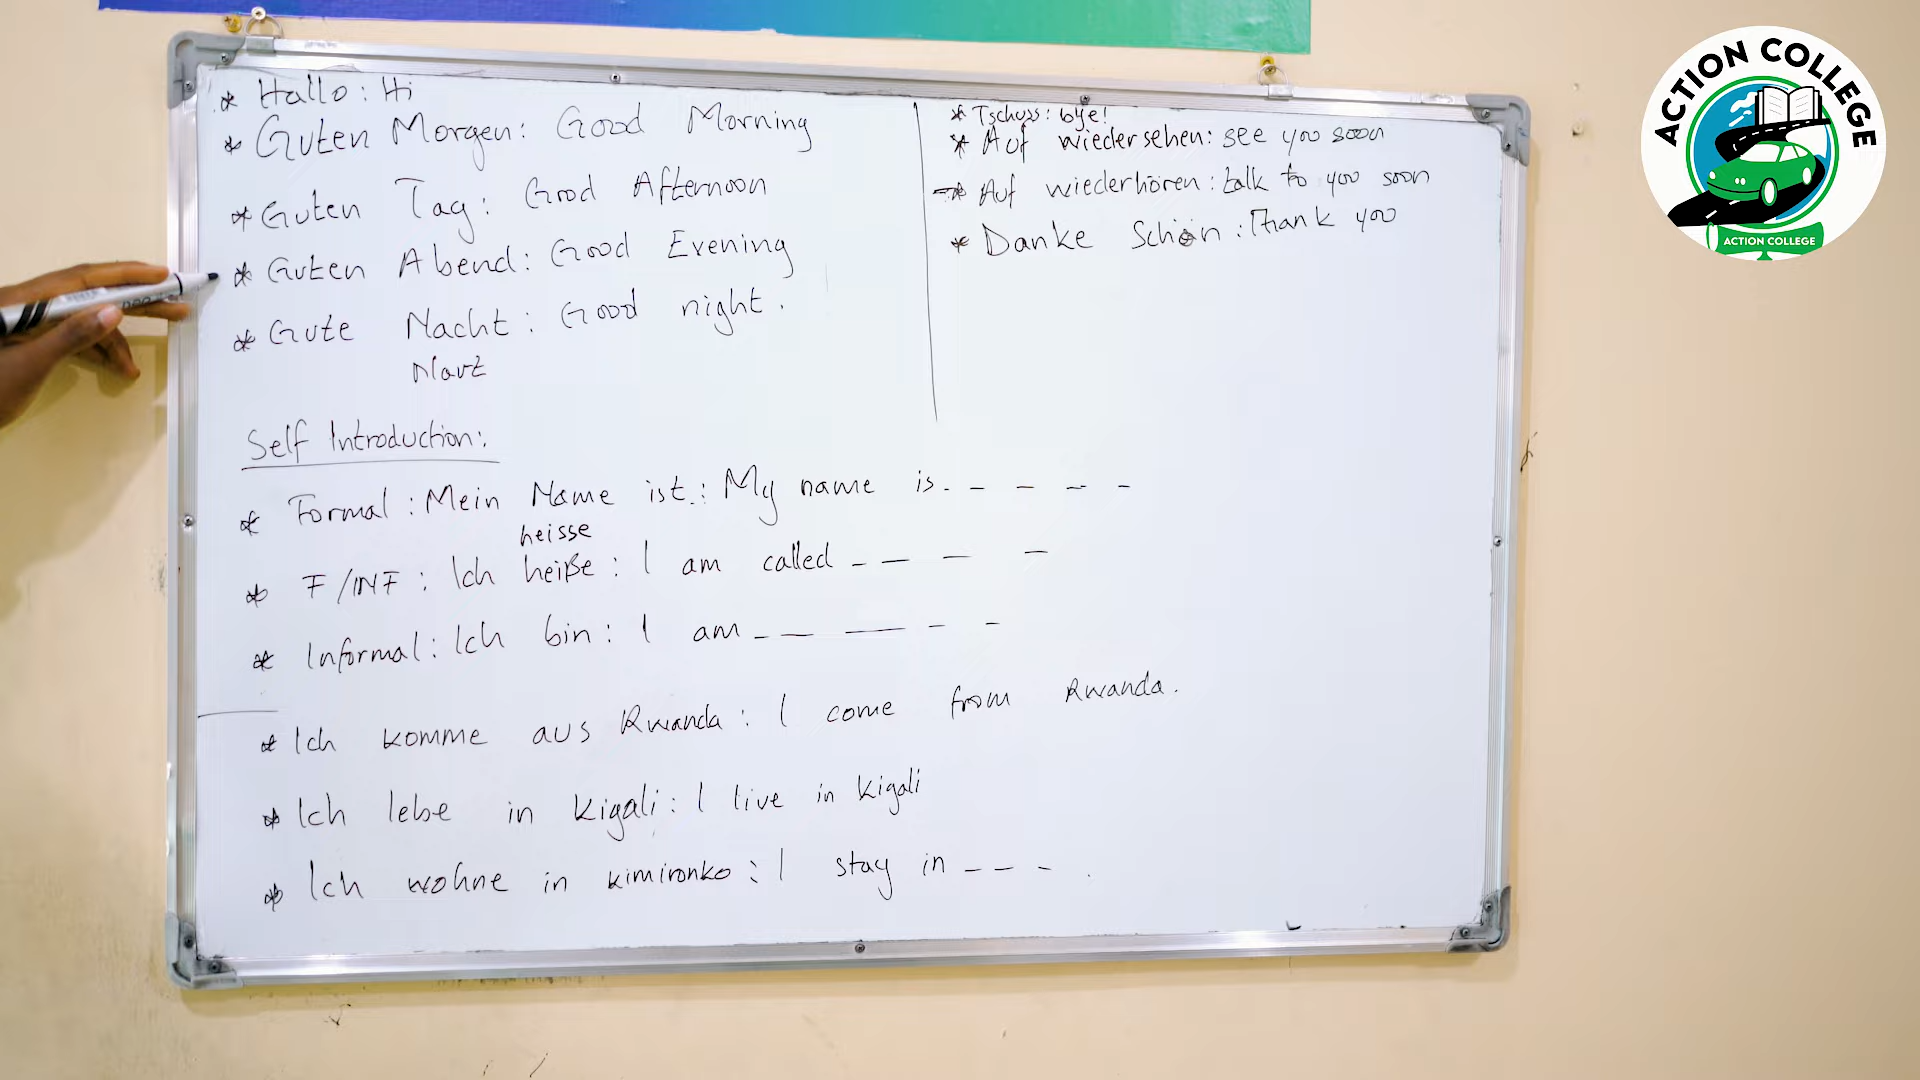 * Hallo : Hi
* Guten Morgen : Good Morning
* Guten Tag : Good Afternoon
* Guten Abend : Good Evening
* Gute Nacht : Good night .
* Tschuss : bye!
* Auf wiedersehen : see you soon
* Auf wiederhören : talk to you soon
* Danke Schön : Thank you
Self Introduction :
* Formal : Mein Name ist : My name is . _ _ _ _
heisse
* F/INF : Ich heiße : I am called _ _ _ _
* Informal : Ich bin : I am _ _ _ _ _
* Ich komme aus Rwanda : I come from Rwanda .
* Ich lebe in Kigali : I live in Kigali
* Ich wohne in kimironko : I stay in _ _ _ .
ACTION COLLEGE
ACTION COLLEGE